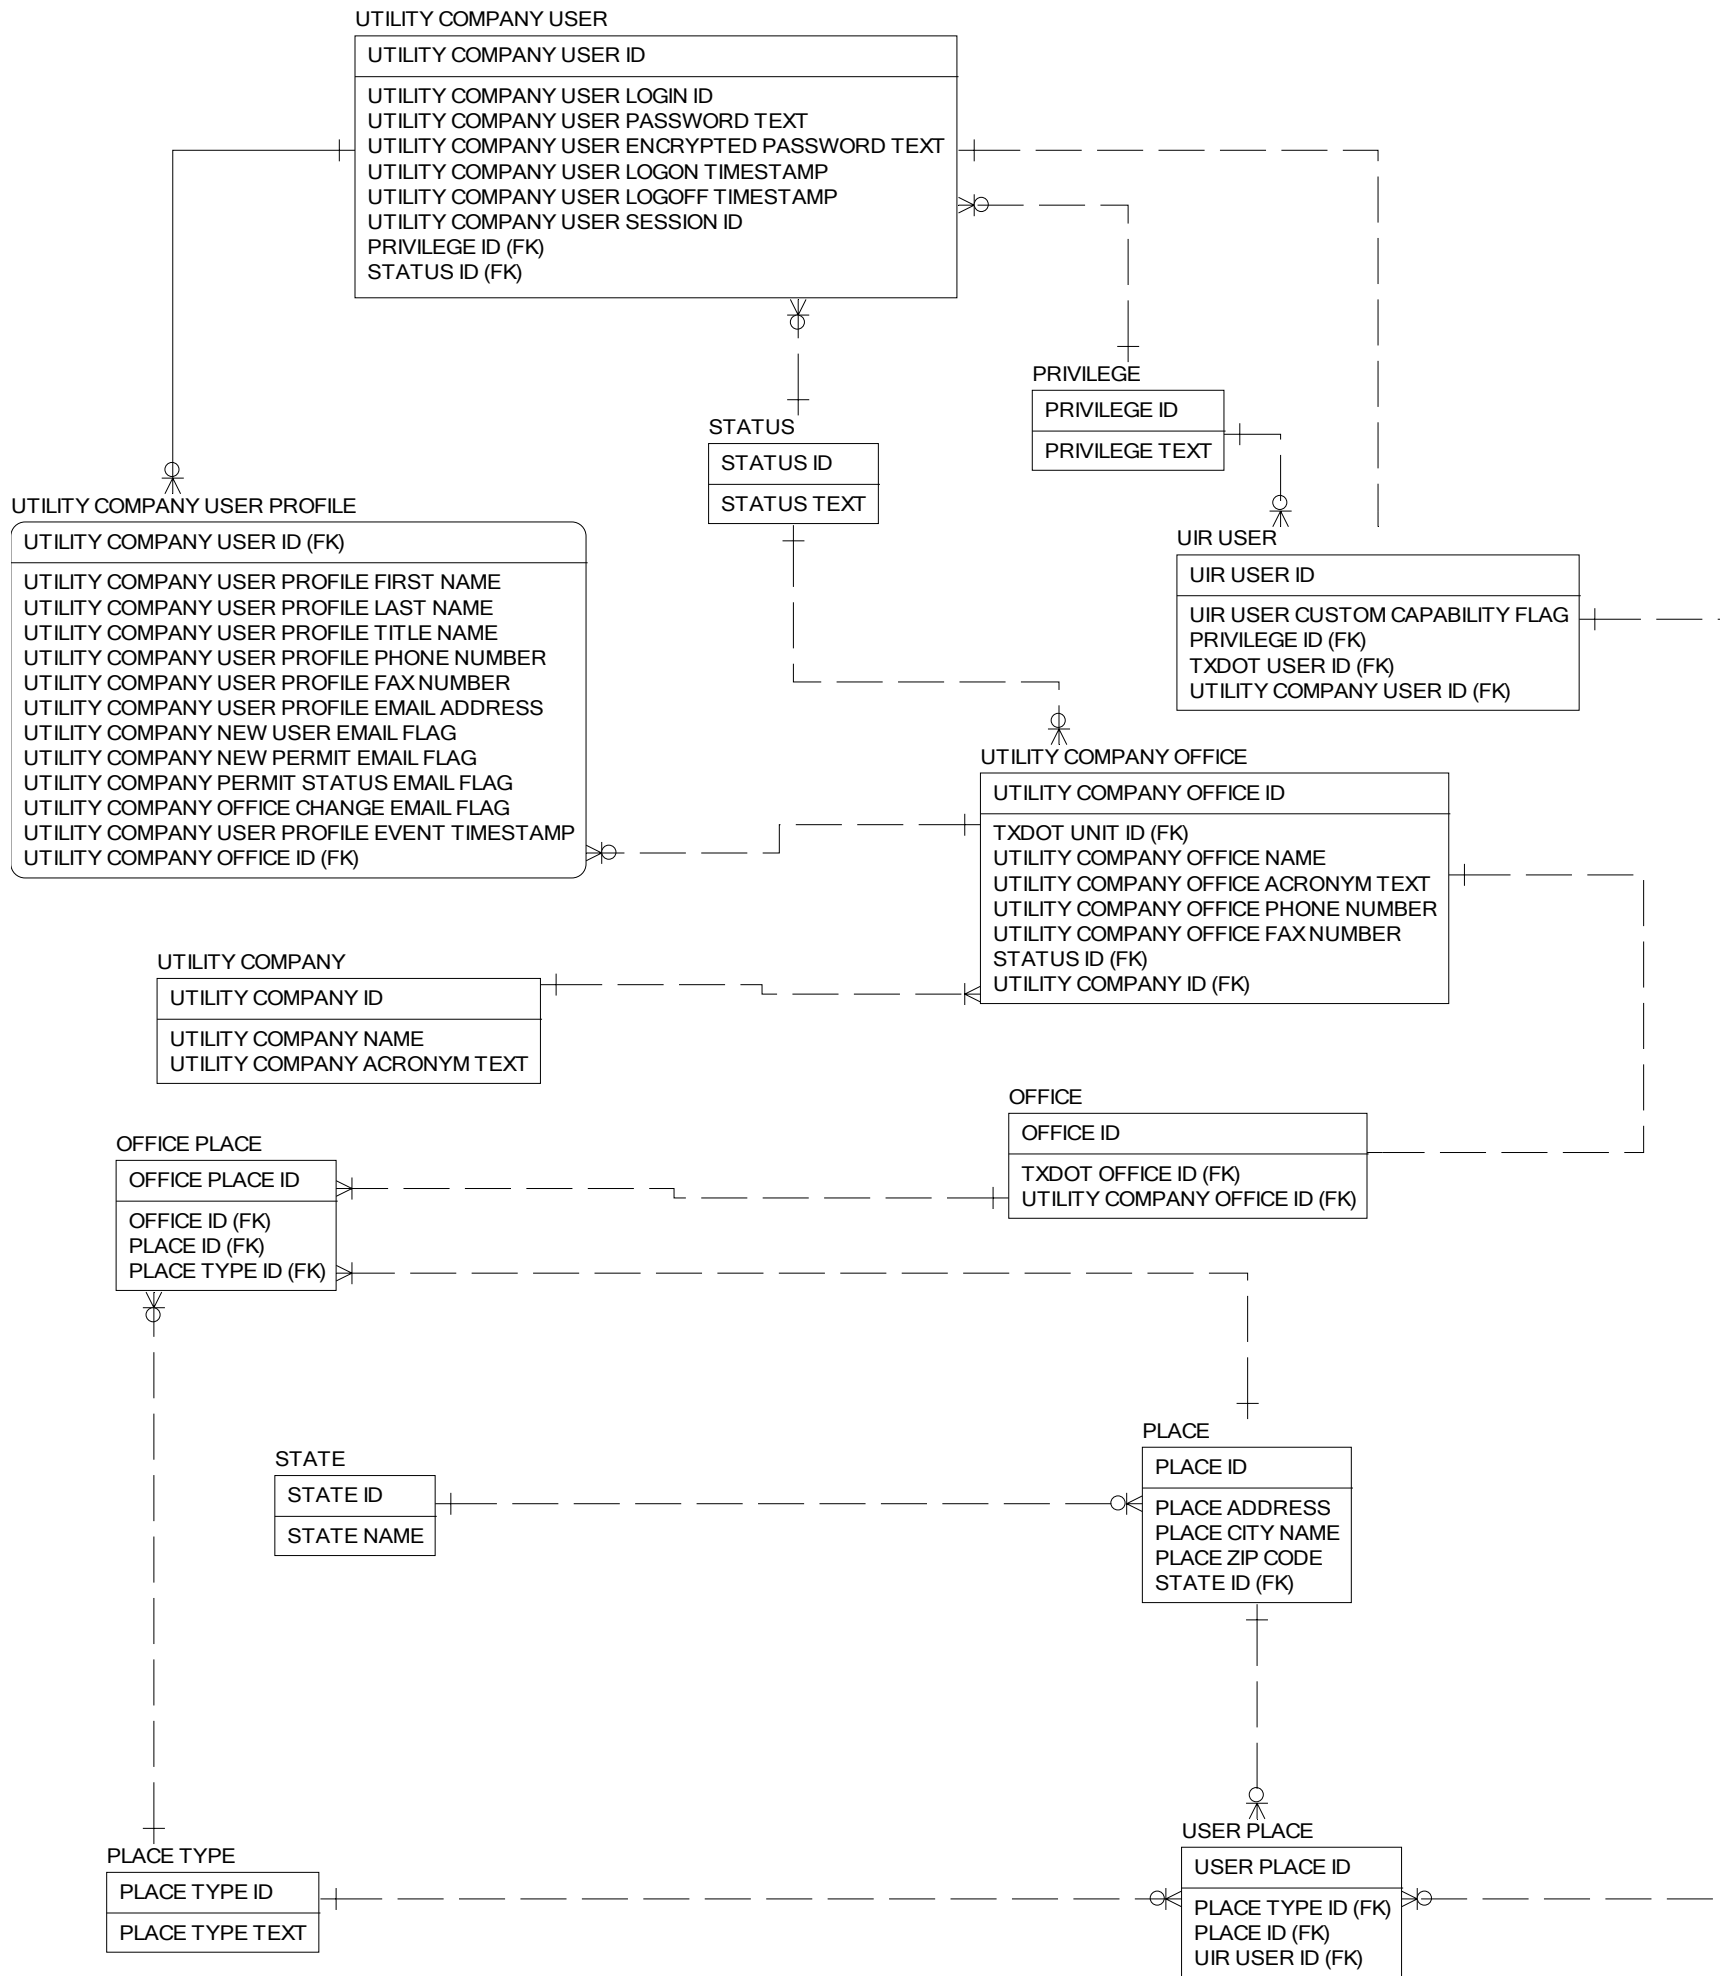 UTILITY COMPANY USER
UTILITY COMPANY USER ID
UTILITY COMPANY USER LOGIN ID
UTILITY COMPANY USER PASSWORD TEXT
UTILITY COMPANY USER ENCRYPTED PASSWORD TEXT
UTILITY COMPANY USER LOGON TIMESTAMP
UTILITY COMPANY USER LOGOFF TIMESTAMP
UTILITY COMPANY USER SESSION ID
PRIVILEGE ID (FK)
STATUS ID (FK)
PRIVILEGE
PRIVILEGE ID
PRIVILEGE TEXT
STATUS
STATUS ID
STATUS TEXT
UTILITY COMPANY USER PROFILE
UTILITY COMPANY USER ID (FK)
UTILITY COMPANY USER PROFILE FIRST NAME
UTILITY COMPANY USER PROFILE LAST NAME
UTILITY COMPANY USER PROFILE TITLE NAME
UTILITY COMPANY USER PROFILE PHONE NUMBER
UTILITY COMPANY USER PROFILE FAX NUMBER
UTILITY COMPANY USER PROFILE EMAIL ADDRESS
UTILITY COMPANY NEW USER EMAIL FLAG
UTILITY COMPANY NEW PERMIT EMAIL FLAG
UTILITY COMPANY PERMIT STATUS EMAIL FLAG
UTILITY COMPANY OFFICE CHANGE EMAIL FLAG
UTILITY COMPANY USER PROFILE EVENT TIMESTAMP
UTILITY COMPANY OFFICE ID (FK)
UIR USER
UIR USER ID
UIR USER CUSTOM CAPABILITY FLAG
PRIVILEGE ID (FK)
TXDOT USER ID (FK)
UTILITY COMPANY USER ID (FK)
UTILITY COMPANY OFFICE
UTILITY COMPANY OFFICE ID
TXDOT UNIT ID (FK)
UTILITY COMPANY OFFICE NAME
UTILITY COMPANY OFFICE ACRONYM TEXT
UTILITY COMPANY OFFICE PHONE NUMBER
UTILITY COMPANY OFFICE FAX NUMBER
STATUS ID (FK)
UTILITY COMPANY ID (FK)
UTILITY COMPANY
UTILITY COMPANY ID
UTILITY COMPANY NAME
UTILITY COMPANY ACRONYM TEXT
OFFICE
OFFICE ID
TXDOT OFFICE ID (FK)
UTILITY COMPANY OFFICE ID (FK)
OFFICE PLACE
OFFICE PLACE ID
OFFICE ID (FK)
PLACE ID (FK)
PLACE TYPE ID (FK)
PLACE
PLACE ID
PLACE ADDRESS
PLACE CITY NAME
PLACE ZIP CODE
STATE ID (FK)
STATE
STATE ID
STATE NAME
USER PLACE
USER PLACE ID
PLACE TYPE ID (FK)
PLACE ID (FK)
UIR USER ID (FK)
PLACE TYPE
PLACE TYPE ID
PLACE TYPE TEXT